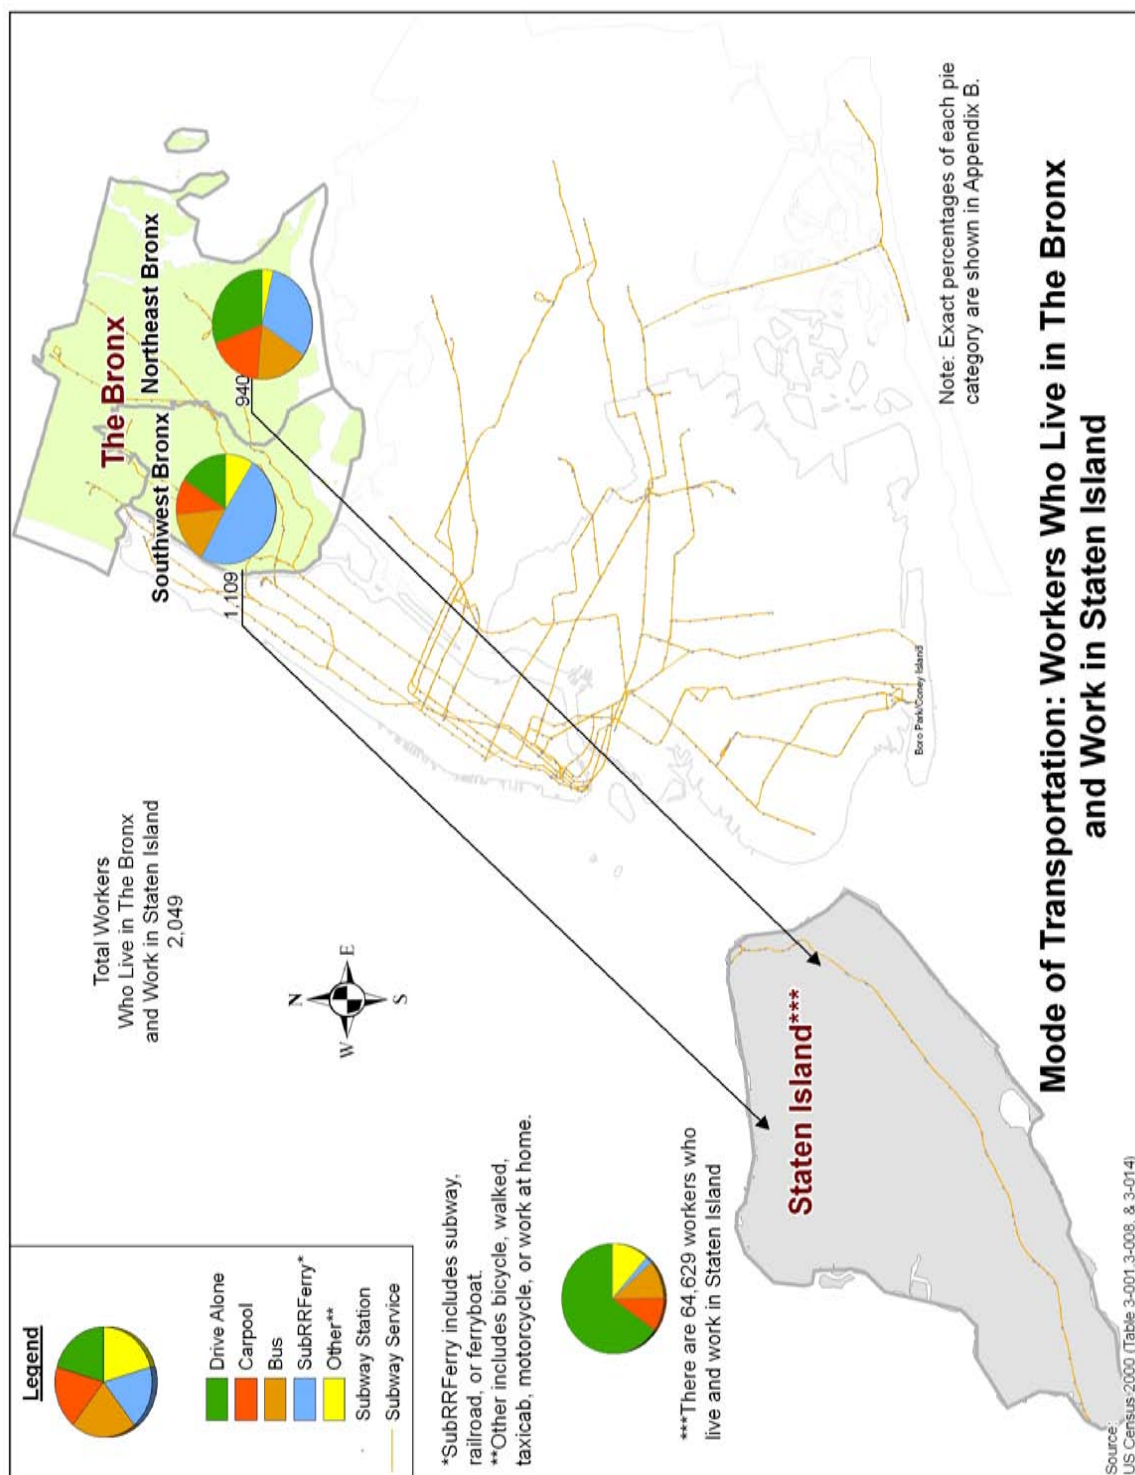 Legend
Drive Alone
Carpool
Bus
SubRRFerry*
Other**
Subway Station
Subway Service
*SubRRFerry includes subway,
railroad, or ferryboat.
**Other includes bicycle, walked,
taxicab, motorcycle, or work at home.
***There are 64,629 workers who
live and work in Staten Island
Total Workers
Who Live in The Bronx
and Work in Staten Island
2,049
N
W
E
S
The Bronx
Southwest Bronx
Northeast Bronx
1,109
940
Staten Island***
Boro Park/Coney Island
Note: Exact percentages of each pie
category are shown in Appendix B.
Mode of Transportation: Workers Who Live in The Bronx
and Work in Staten Island
Source:
US Census 2000 (Table 3-001,3-008, & 3-014)